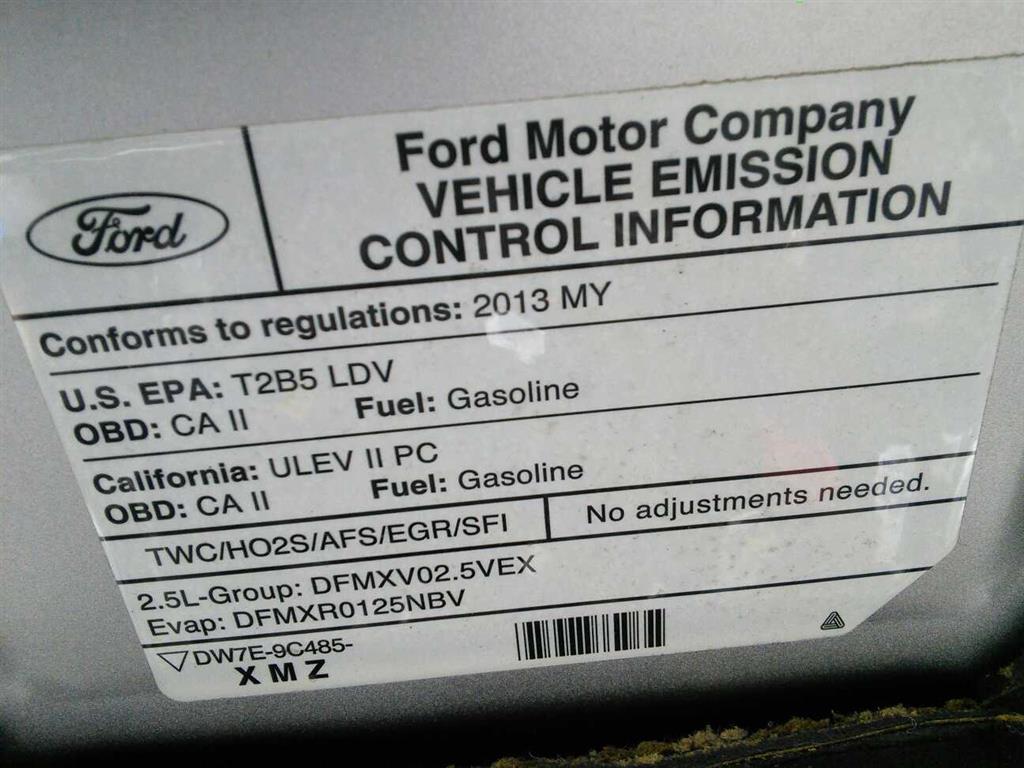 Ford
Ford Motor Company
VEHICLE EMISSION
CONTROL INFORMATION
Conforms to regulations: 2013 MY
U.S. EPA: T2B5 LDV
OBD: CA II Fuel: Gasoline
California: ULEV II PC
OBD: CA II Fuel: Gasoline
TWC/HO2S/AFS/EGR/SFI No adjustments needed.
2.5L-Group: DFMXV02.5VEX
Evap: DFMXR0125NBV
DW7E-9C485-
XMZ